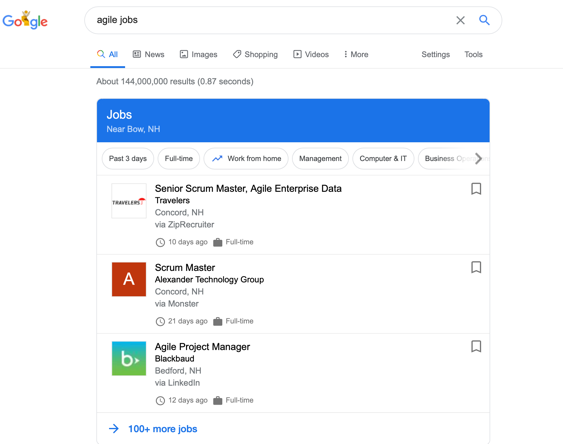 Google
agile jobs
All News Images Shopping Videos More Settings Tools
About 144,000,000 results (0.87 seconds)
Jobs
Near Bow, NH
Past 3 days Full-time Work from home Management Computer & IT Business
TRAVELERS
Senior Scrum Master, Agile Enterprise Data
Travelers
Concord, NH
via ZipRecruiter
10 days ago Full-time
A
Scrum Master
Alexander Technology Group
Concord, NH
via Monster
21 days ago Full-time
b
Agile Project Manager
Blackbaud
Bedford, NH
via LinkedIn
12 days ago Full-time
100+ more jobs